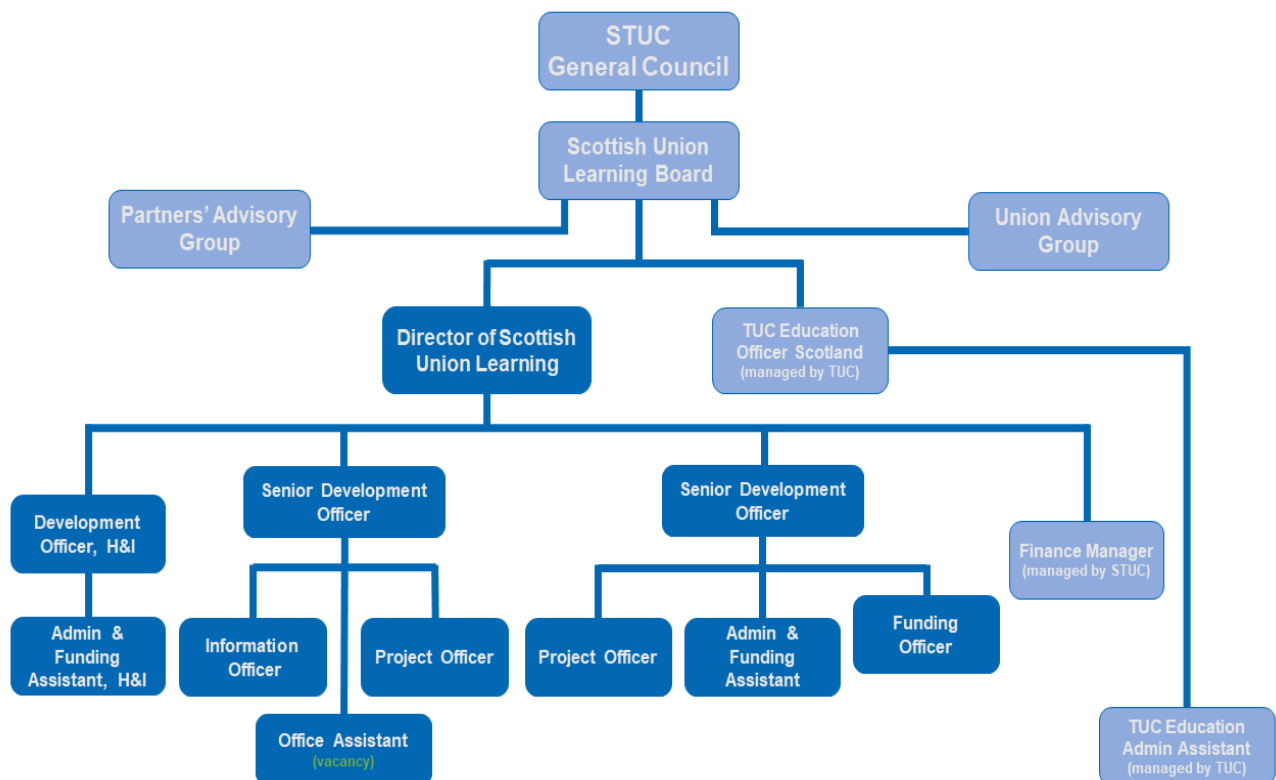 STUC
General Council
Scottish Union
Learning Board
Partners' Advisory
Group
Union Advisory
Group
Director of Scottish
Union Learning
TUC Education
Officer Scotland
(managed by TUC)
Development
Officer, H&I
Senior Development
Officer
Senior Development
Officer
Finance Manager
(managed by STUC)
Admin &
Funding
Assistant, H&I
Information
Officer
Project Officer
Project Officer
Admin &
Funding
Assistant
Funding
Officer
Office Assistant
(vacancy)
TUC Education
Admin Assistant
(managed by TUC)